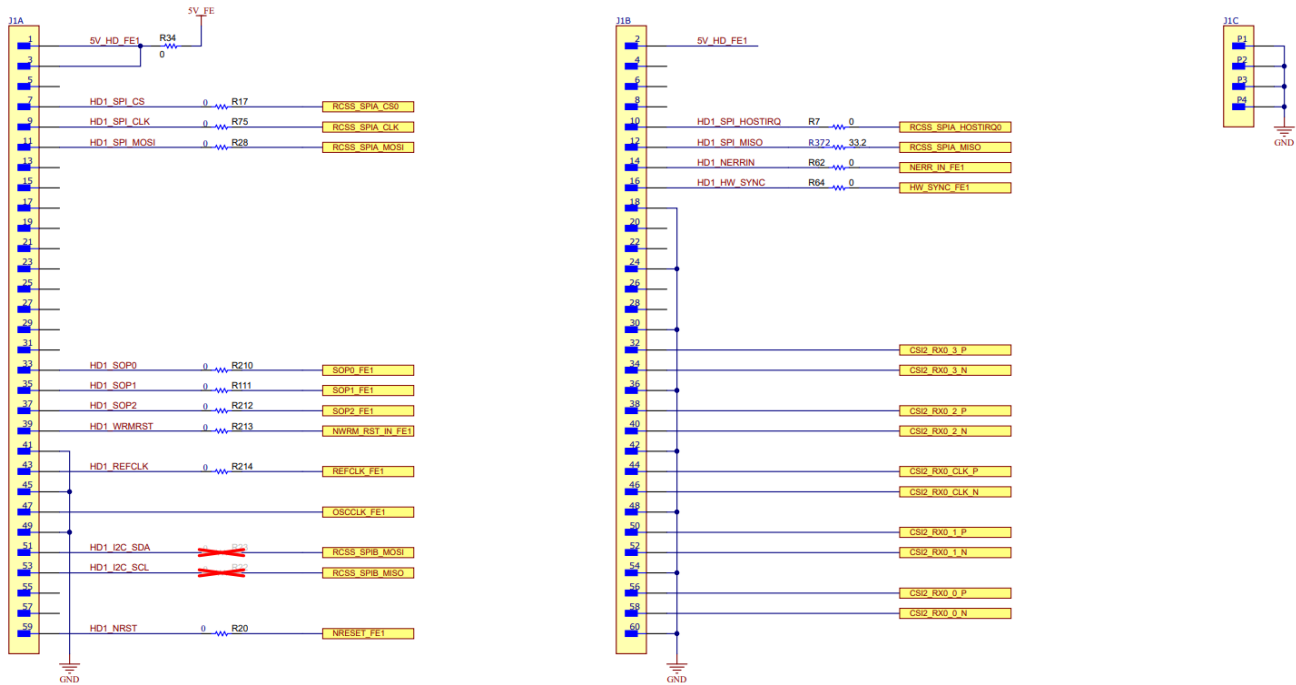 5V_FE
J1A
1 5V_HD_FE1 R34
0
3
5
7 HD1_SPI_CS 0 R17 RCSS_SPIA_CS0
9 HD1_SPI_CLK 0 R75 RCSS_SPIA_CLK
11 HD1_SPI_MOSI 0 R28 RCSS_SPIA_MOSI
13
15
17
19
21
23
25
27
29
31
33 HD1_SOP0 0 R210 SOP0_FE1
35 HD1_SOP1 0 R111 SOP1_FE1
37 HD1_SOP2 0 R212 SOP2_FE1
39 HD1_WRMRST 0 R213 NWRM_RST_IN_FE1
41
43 HD1_REFCLK 0 R214 REFCLK_FE1
45
47 OSCCLK_FE1
49
51 HD1_I2C_SDA RCSS_SPIB_MOSI
53 HD1_I2C_SCL RCSS_SPIB_MISO
55
57
59 HD1_NRST 0 R20 NRESET_FE1
GND
J1B
2 5V_HD_FE1
4
6
8
10 HD1_SPI_HOSTIRQ R7 0 RCSS_SPIA_HOSTIRQ0
12 HD1_SPI_MISO R372 33.2 RCSS_SPIA_MISO
14 HD1_NERRIN R62 0 NERR_IN_FE1
16 HD1_HW_SYNC R64 0 HW_SYNC_FE1
18
20
22
24
26
28
30
32 CSI2_RX0_3_P
34 CSI2_RX0_3_N
36
38 CSI2_RX0_2_P
40 CSI2_RX0_2_N
42
44 CSI2_RX0_CLK_P
46 CSI2_RX0_CLK_N
48
50 CSI2_RX0_1_P
52 CSI2_RX0_1_N
54
56 CSI2_RX0_0_P
58 CSI2_RX0_0_N
60
GND
J1C
P1
P2
P3
P4
GND